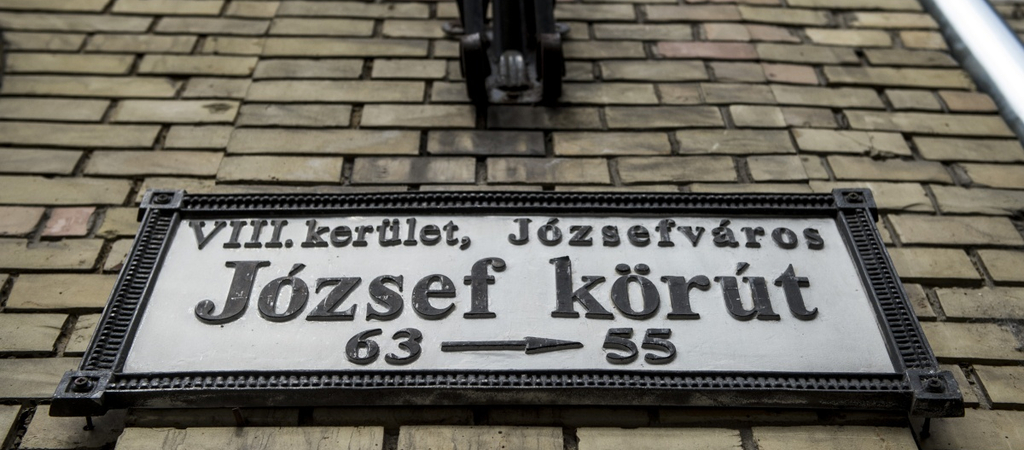 VIII. kerület, Józsefváros
József körút
63 → 55